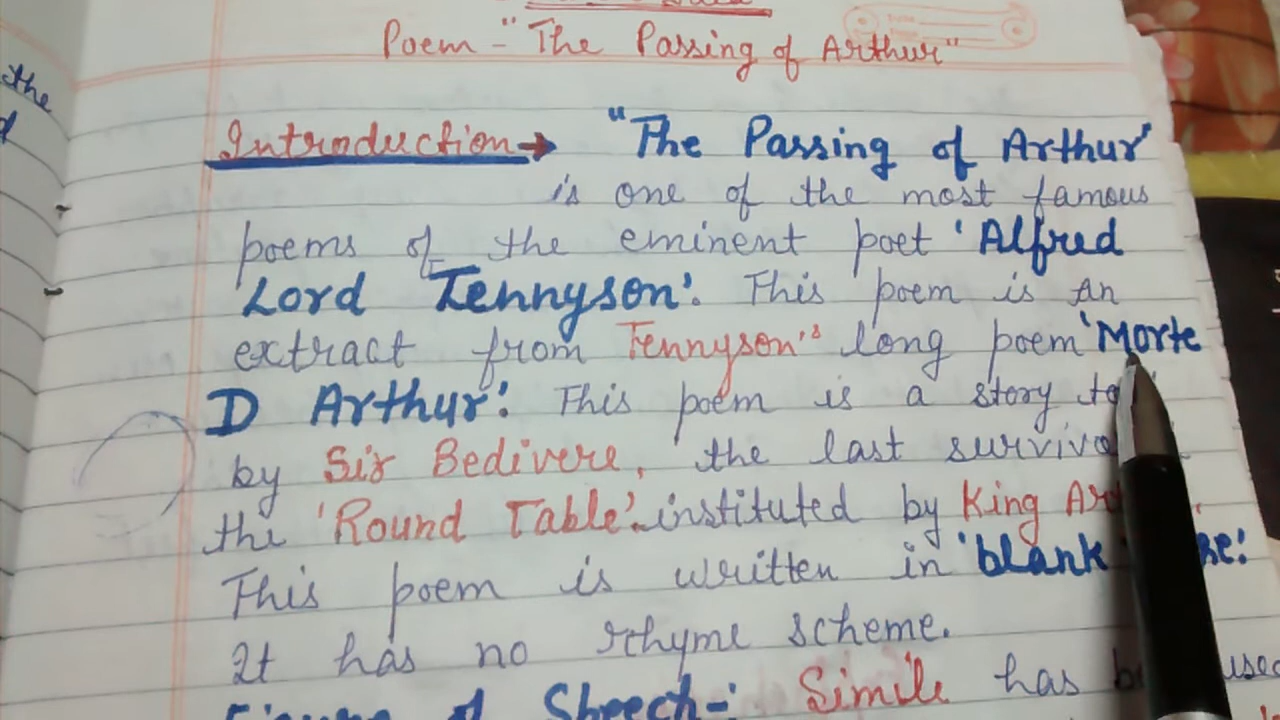 the
Poem - "The Passing of Arthur"
Introduction→ "The Passing of Arthur'
is one of the most famous
poems of the eminent poet 'Alfred
Lord Tennyson'. This poem is An
extract from Tennyson's long poem 'Morte
D Arthur'. This poem is a story
by Sir Bedivere, the last
the 'Round Table'. instituted by King
This poem is written in 'blank
It has no rhyme scheme.
of Speech-: Simile has